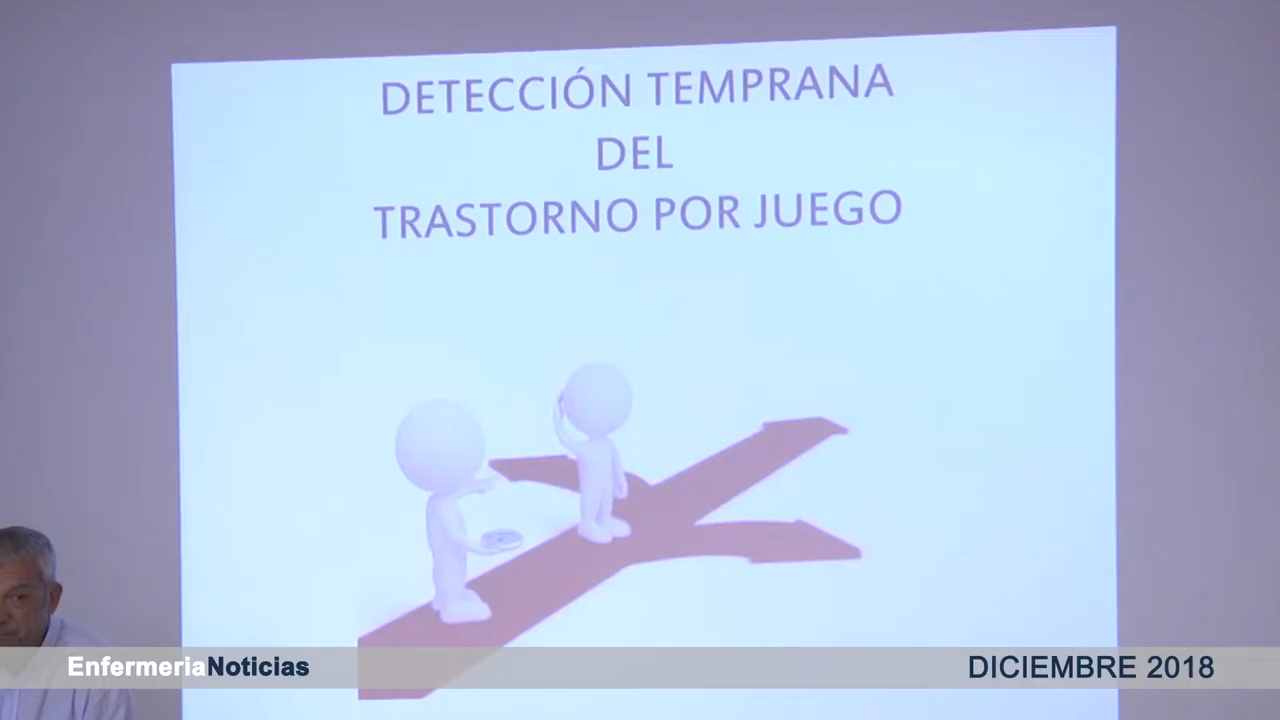 DETECCIÓN TEMPRANA
DEL
TRASTORNO POR JUEGO
EnfermeriaNoticias
DICIEMBRE 2018